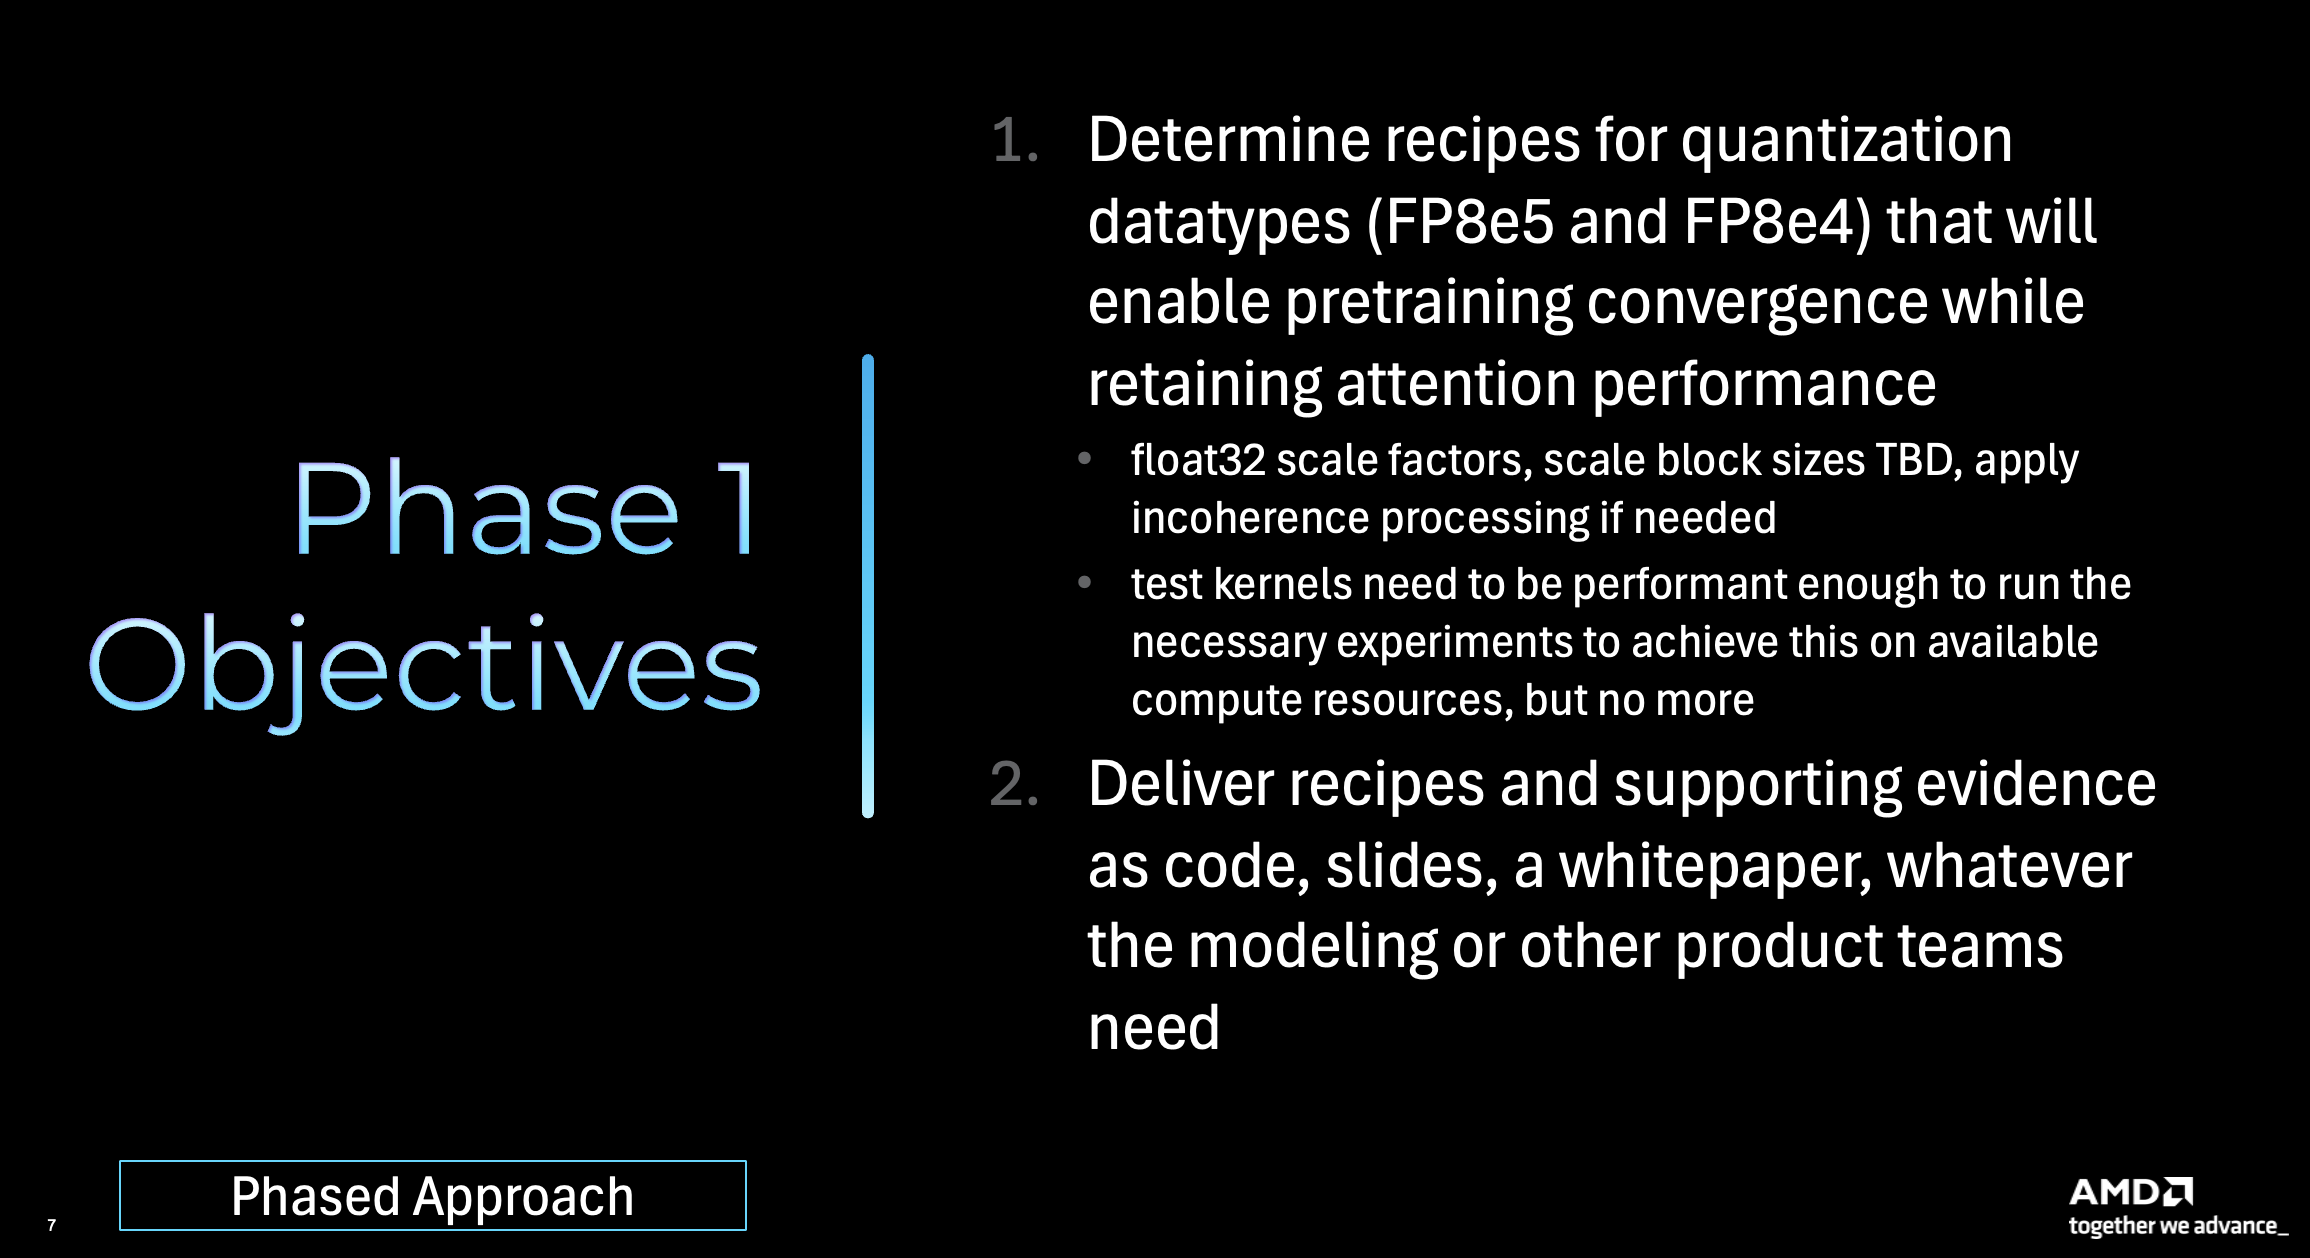 Phase 1
Objectives
1. Determine recipes for quantization
datatypes (FP8e5 and FP8e4) that will
enable pretraining convergence while
retaining attention performance
• float32 scale factors, scale block sizes TBD, apply
incoherence processing if needed
• test kernels need to be performant enough to run the
necessary experiments to achieve this on available
compute resources, but no more
2. Deliver recipes and supporting evidence
as code, slides, a whitepaper, whatever
the modeling or other product teams
need
Phased Approach
7
AMD
together we advance_